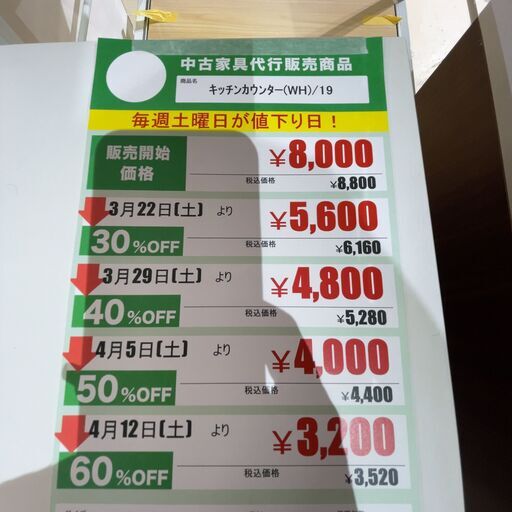 中古家具代行販売商品
商品名
キッチンカウンター(WH)/19
毎週土曜日が値下り日！
販売開始
価格
¥8,000
税込価格 ¥8,800
3月22日(土) より
30%OFF
¥5,600
税込価格 ¥6,160
3月29日(土) より
40%OFF
¥4,800
税込価格 ¥5,280
4月5日(土) より
50%OFF
¥4,000
税込価格 ¥4,400
4月12日(土) より
60%OFF
¥3,200
税込価格 ¥3,520